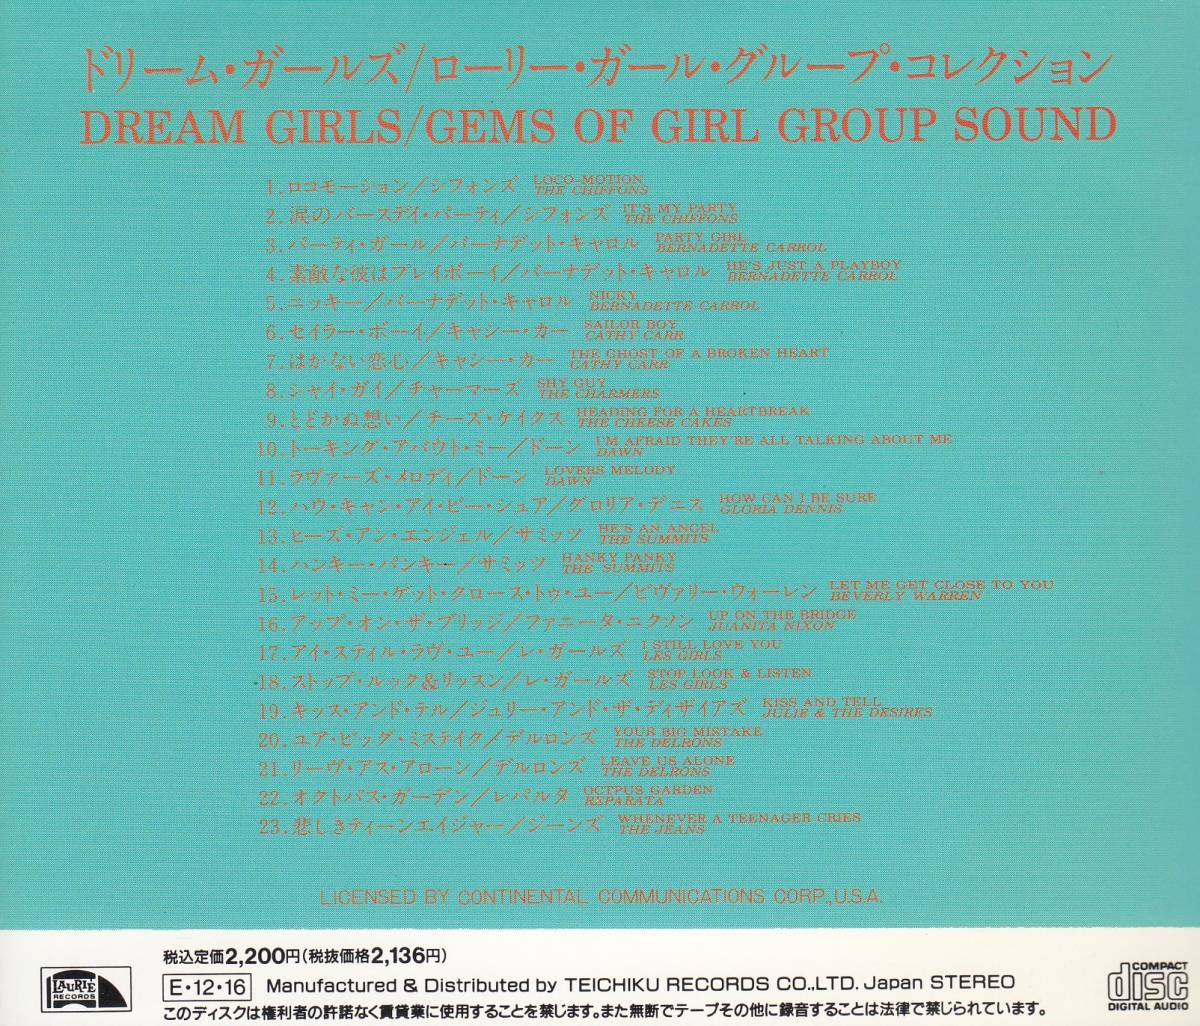 ドリーム・ガールズ/ローリー・ガール・グループ・コレクション
DREAM GIRLS/GEMS OF GIRL GROUP SOUND
1.ロコモーション/シフォンズ LOCO-MOTION THE CHIFFONS
2.涙のバースデイ・パーティ/シフォンズ IT'S MY PARTY THE CHIFFONS
3.パーティ・ガール/バーナデット・キャロル PARTY GIRL BERNADETTE CARROL
4.素敵な彼はプレイボーイ/バーナデット・キャロル HE'S JUST A PLAYBOY BERNADETTE CARROL
5.ニッキー/バーナデット・キャロル NICKY BERNADETTE CARROL
6.セイラー・ボーイ/キャシー・カー SAILOR BOY CATHY CARR
7.はかない恋心/キャシー・カー THE GHOST OF A BROKEN HEART CATHY CARR
8.シャイ・ガイ/チャーマーズ SHY GUY THE CHARMERS
9.とどかぬ想い/チーズ・ケイクス HEADING FOR A HEARTBREAK THE CHEESE CAKES
10.トーキング・アバウト・ミー/ドーン I'M AFRAID THEY'RE ALL TALKING ABOUT ME DAWN
11.ラヴァーズ・メロディ/ドーン LOVERS MELODY DAWN
12.ハウ・キャン・アイ・ビー・シュア/グロリア・デニス HOW CAN I BE SURE GLORIA DENNIS
13.ヒーズ・アン・エンジェル/サミッツ HE'S AN ANGEL THE SUMMITS
14.ハンキー・パンキー/サミッツ HANKY PANKY THE SUMMITS
15.レット・ミー・ゲット・クロース・トゥ・ユー/ビヴァリー・ウォーレン LET ME GET CLOSE TO YOU BEVERLY WARREN
16.アップ・オン・ザ・ブリッジ/ファニータ・ニクソン UP ON THE BRIDGE JUANITA NIXON
17.アイ・スティル・ラヴ・ユー/レ・ガールズ I STILL LOVE YOU LES GIRLS
18.ストップ・ルック&リッスン/レ・ガールズ STOP LOOK & LISTEN LES GIRLS
19.キッス・アンド・テル/ジュリー・アンド・ザ・ディザイアズ KISS AND TELL JULIE & THE DESIRES
20.ユア・ビッグ・ミステイク/デルロンズ YOUR BIG MISTAKE THE DELRONS
21.リーヴ・アス・アローン/デルロンズ LEAVE US ALONE THE DELRONS
22.オクトパス・ガーデン/レパルタ OCTPUS GARDEN RXPARATA
23.悲しきティーンエイジャー/ジーンズ WHENEVER A TEENAGER CRIES THE JEANS
LICENSED BY CONTINENTAL COMMUNICATIONS CORP.,U.S.A.
税込定価2,200円(税抜価格2,136円)
LAURIE RECORDS
E・12・16 Manufactured & Distributed by TEICHIKU RECORDS CO.,LTD. Japan STEREO
このディスクは権利者の許諾なく賃貸業に使用することを禁じます。また無断でテープその他に録音することは法律で禁じられています。
COMPACT disc DIGITAL AUDIO